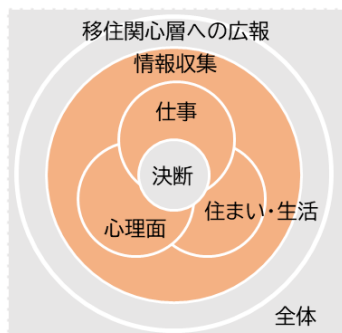 移住関心層への広報
情報収集
仕事
決断
住まい・生活
心理面
全体